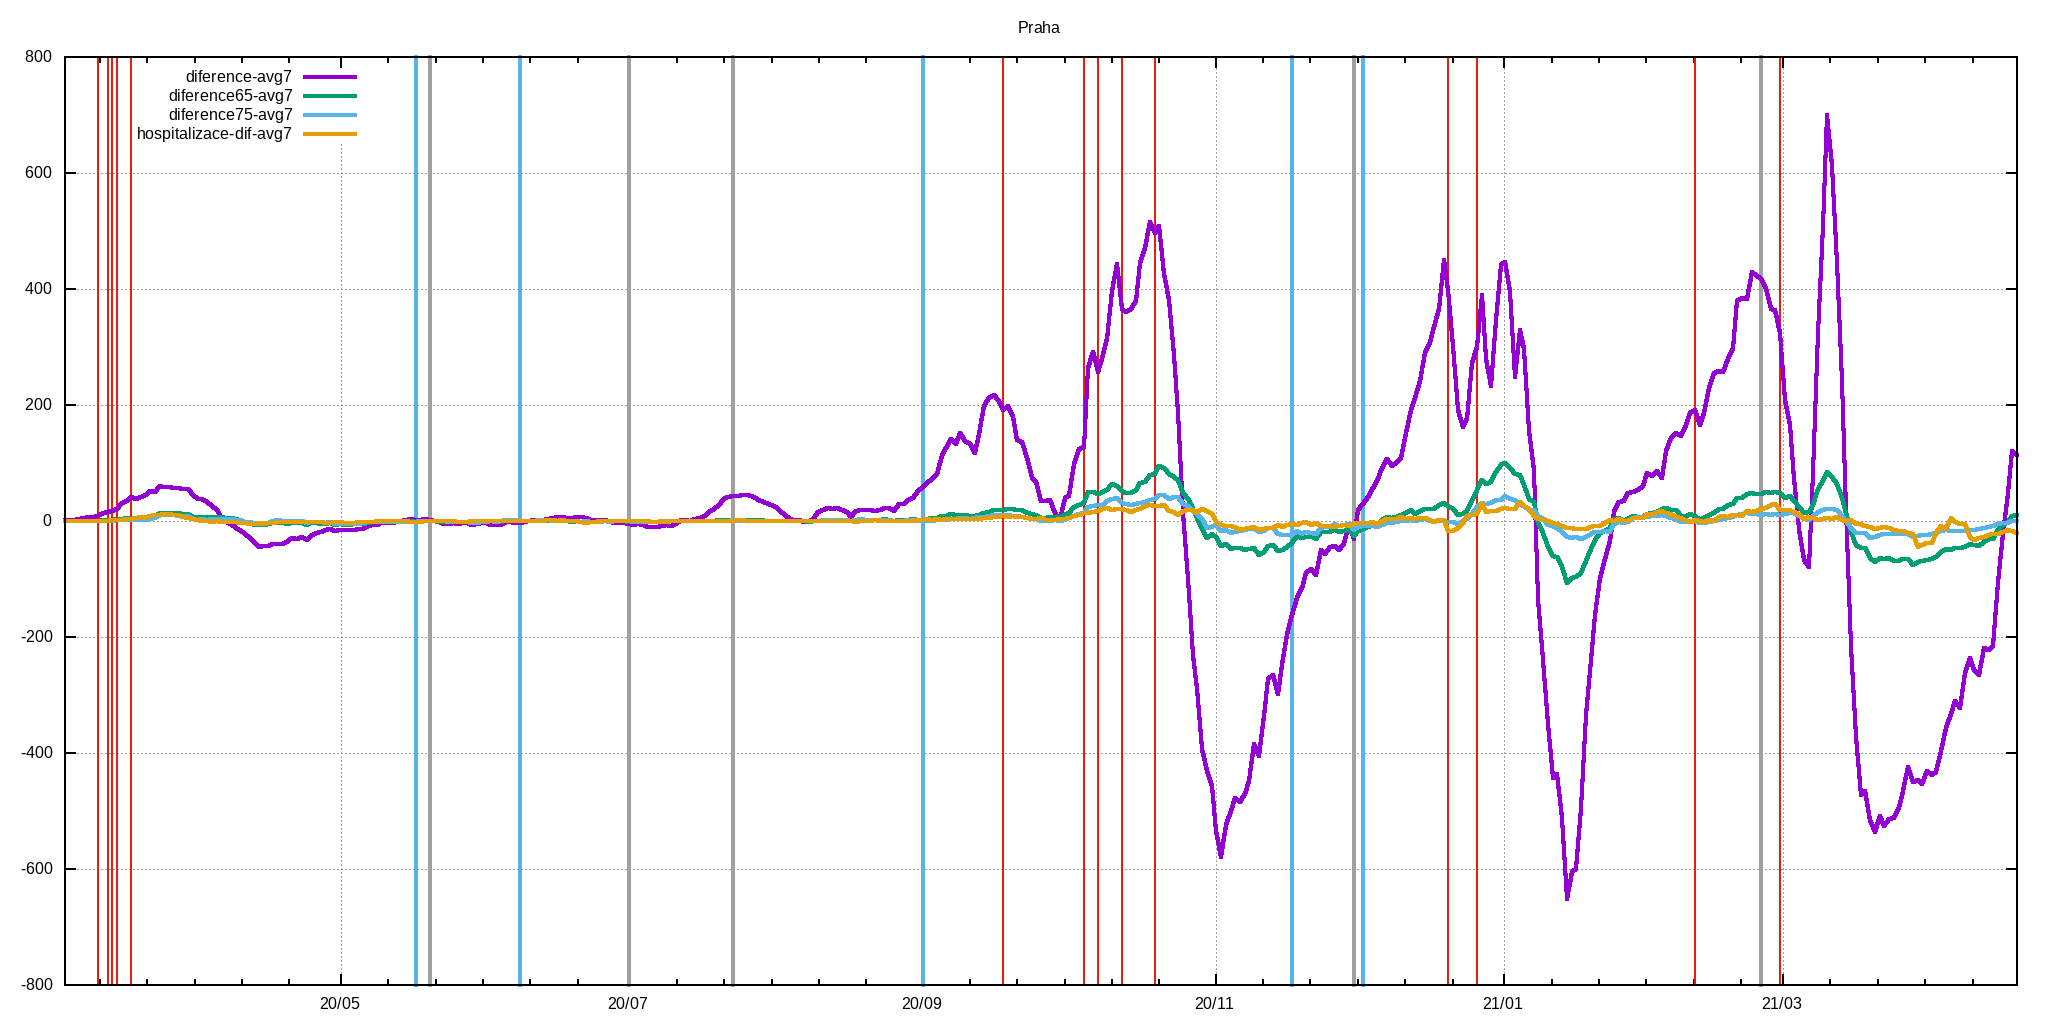 Praha
diference-avg7
diference65-avg7
diference75-avg7
hospitalizace-dif-avg7
800
600
400
200
0
-200
-400
-600
-800
20/05 20/07 20/09 20/11 21/01 21/03